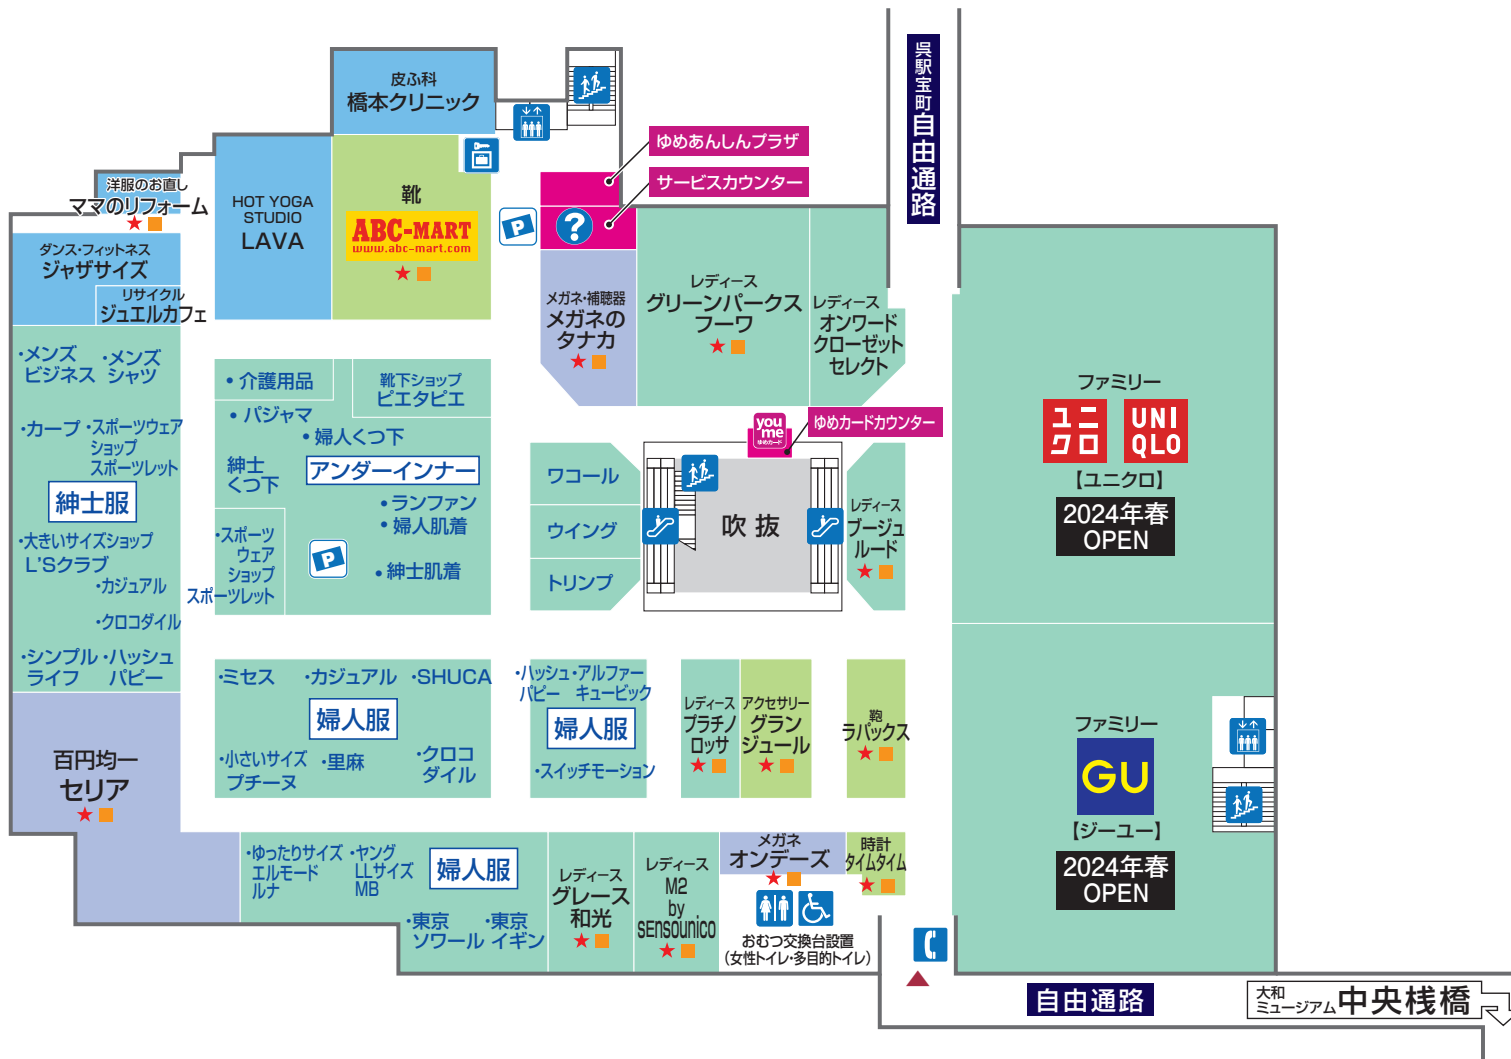 呉駅宝町
自由通路
皮ふ科
橋本クリニック
ゆめあんしんプラザ
サービスカウンター
洋服のお直し
ママのリフォーム
HOT YOGA
STUDIO
LAVA
靴
ABC-MART
www.abc-mart.com
P
?
ダンス・フィットネス
ジャザサイズ
リサイクル
ジュエルカフェ
メガネ・補聴器
メガネの
タナカ
レディース
グリーンパークス
フーワ
レディース
オンワード
クローゼット
セレクト
・メンズ
ビジネス
・メンズ
シャツ
・カープ
・スポーツウェア
ショップ
スポーツレット
紳士服
・大きいサイズショップ
L'Sクラブ
・カジュアル
・クロコダイル
・シンプル
ライフ
・ハッシュ
パピー
・介護用品
靴下ショップ
ピエタピエ
・パジャマ
・婦人くつ下
紳士
くつ下
アンダーインナー
・ランファン
・婦人肌着
・スポーツ
ウェア
ショップ
スポーツレット
P
・紳士肌着
ワコール
ウイング
トリンプ
you
me
ゆめカード
ゆめカードカウンター
吹抜
レディース
ブージュ
ルード
ファミリー
ユニ
クロ
UNI
QLO
【ユニクロ】
2024年春
OPEN
・ミセス
・カジュアル
・SHUCA
婦人服
・小さいサイズ
プチーヌ
・里麻
・クロコ
ダイル
・ハッシュ
パピー
・アルファー
キュービック
婦人服
・スイッチモーション
レディース
プラチノ
ロッサ
アクセサリー
グラン
ジュール
鞄
ラパックス
ファミリー
GU
【ジーユー】
2024年春
OPEN
百円均一
セリア
・ゆったりサイズ
エルモード
ルナ
・ヤング
LLサイズ
MB
婦人服
・東京
ソワール
・東京
イギン
レディース
グレース
和光
レディース
M2
by
sEnsounico
メガネ
オンデーズ
時計
タイムタイム
おむつ交換台設置
(女性トイレ・多目的トイレ)
自由通路
大和
ミュージアム
中央桟橋